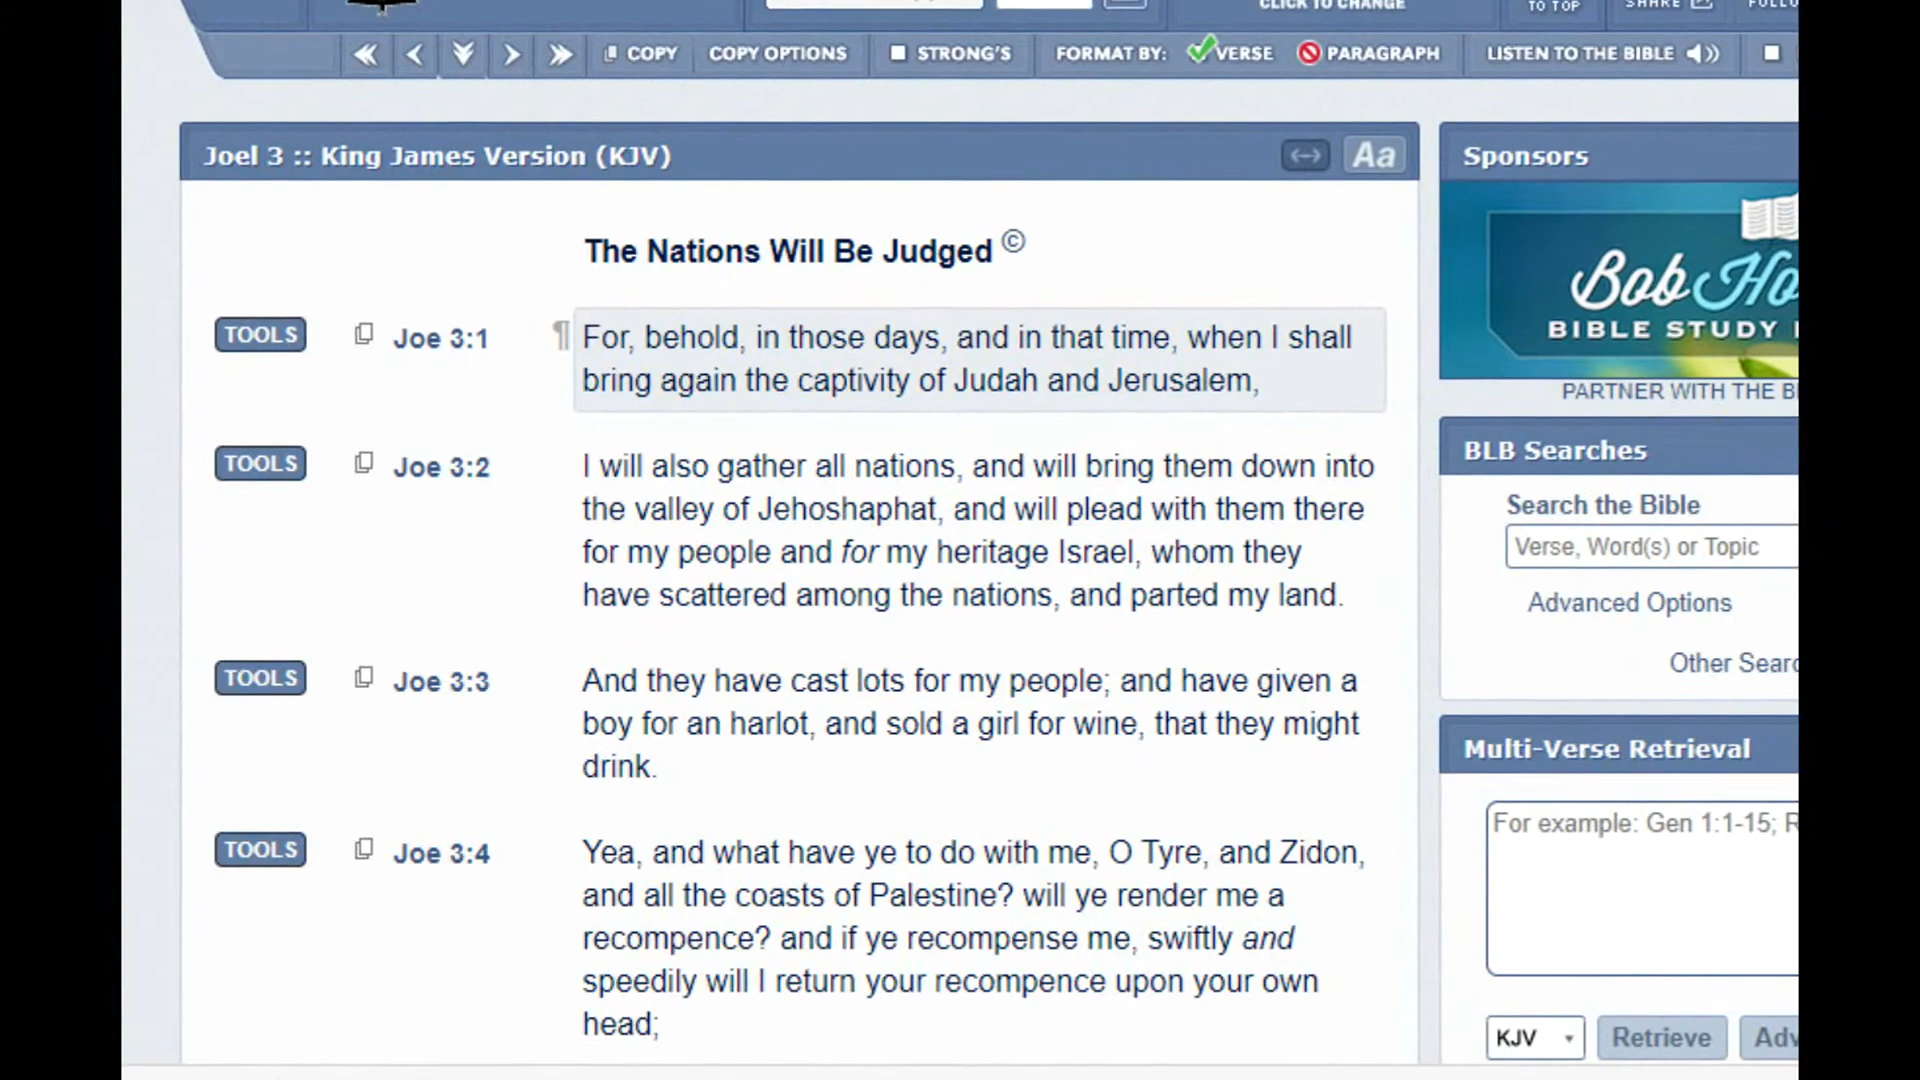 CLICK TO CHANGE
TO TOP
SHARE
COPY
COPY OPTIONS
STRONG'S
FORMAT BY:
VERSE
PARAGRAPH
LISTEN TO THE BIBLE
Joel 3 :: King James Version (KJV)
Aa
The Nations Will Be Judged ©
TOOLS
Joe 3:1
¶ For, behold, in those days, and in that time, when I shall
bring again the captivity of Judah and Jerusalem,
TOOLS
Joe 3:2
I will also gather all nations, and will bring them down into
the valley of Jehoshaphat, and will plead with them there
for my people and for my heritage Israel, whom they
have scattered among the nations, and parted my land.
TOOLS
Joe 3:3
And they have cast lots for my people; and have given a
boy for an harlot, and sold a girl for wine, that they might
drink.
TOOLS
Joe 3:4
Yea, and what have ye to do with me, O Tyre, and Zidon,
and all the coasts of Palestine? will ye render me a
recompence? and if ye recompense me, swiftly and
speedily will I return your recompence upon your own
head;
Sponsors
Bob
BIBLE STUDY
PARTNER WITH THE
BLB Searches
Search the Bible
Verse, Word(s) or Topic
Advanced Options
Other
Multi-Verse Retrieval
For example: Gen 1:1-15;
KJV
Retrieve